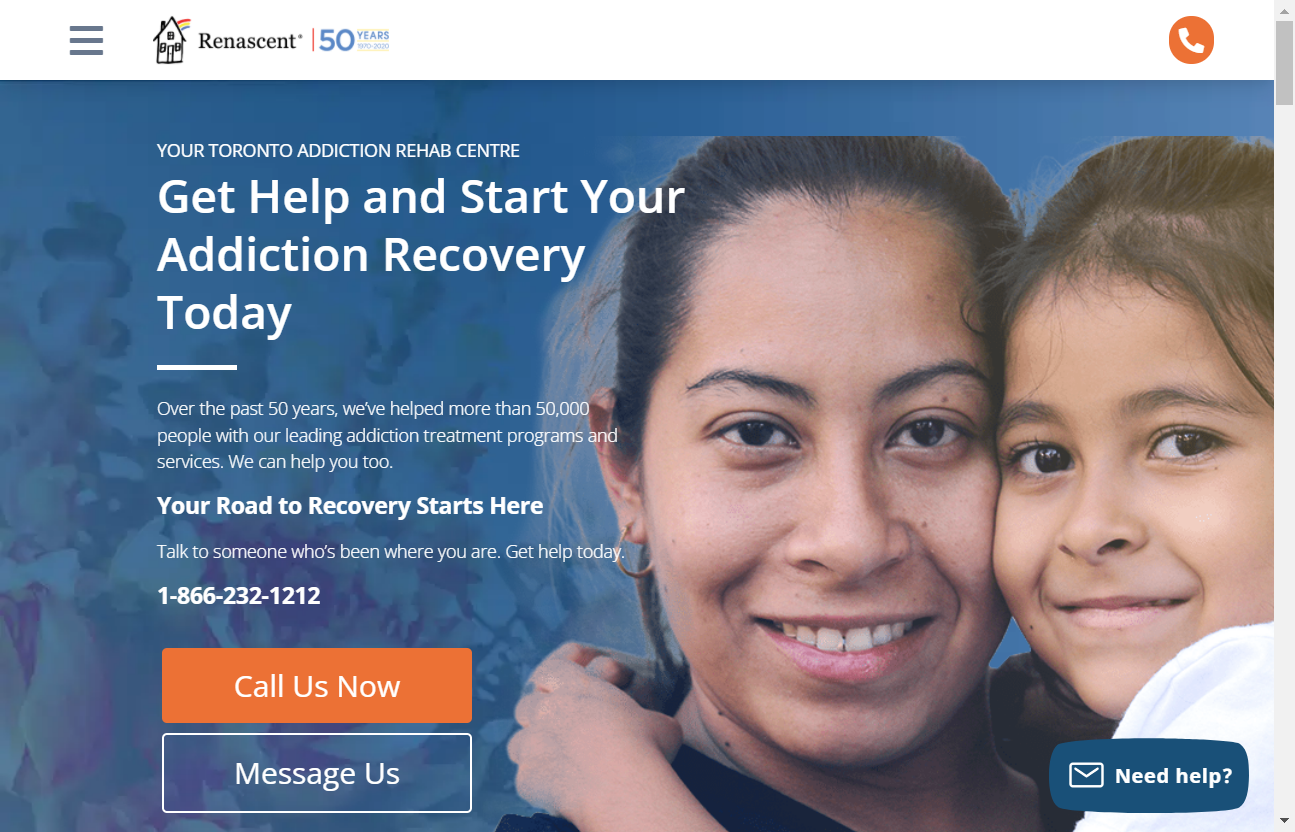 Renascent® | 50 YEARS
1970-2020
YOUR TORONTO ADDICTION REHAB CENTRE
Get Help and Start Your
Addiction Recovery
Today
Over the past 50 years, we’ve helped more than 50,000
people with our leading addiction treatment programs and
services. We can help you too.
Your Road to Recovery Starts Here
Talk to someone who’s been where you are. Get help today.
1-866-232-1212
Call Us Now
Message Us
Need help?